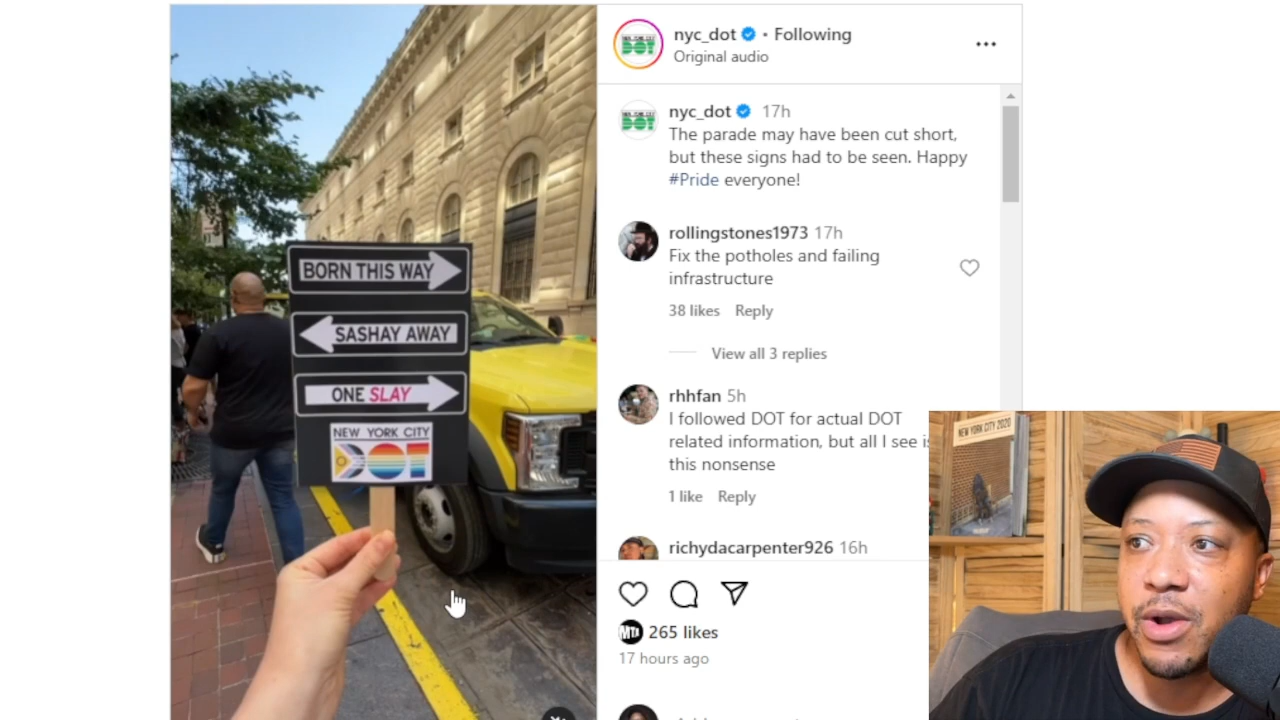 BORN THIS WAY
SASHAY AWAY
ONE SLAY
NEW YORK CITY
DOT
nyc_dot • Following
Original audio
nyc_dot 17h
The parade may have been cut short,
but these signs had to be seen. Happy
#Pride everyone!
rollingstones1973 17h
Fix the potholes and failing
infrastructure
38 likes Reply
View all 3 replies
rhhfan 5h
I followed DOT for actual DOT
related information, but all I see
this nonsense
1 like Reply
richydacarpenter926 16h
265 likes
17 hours ago
NEW YORK CITY 2020